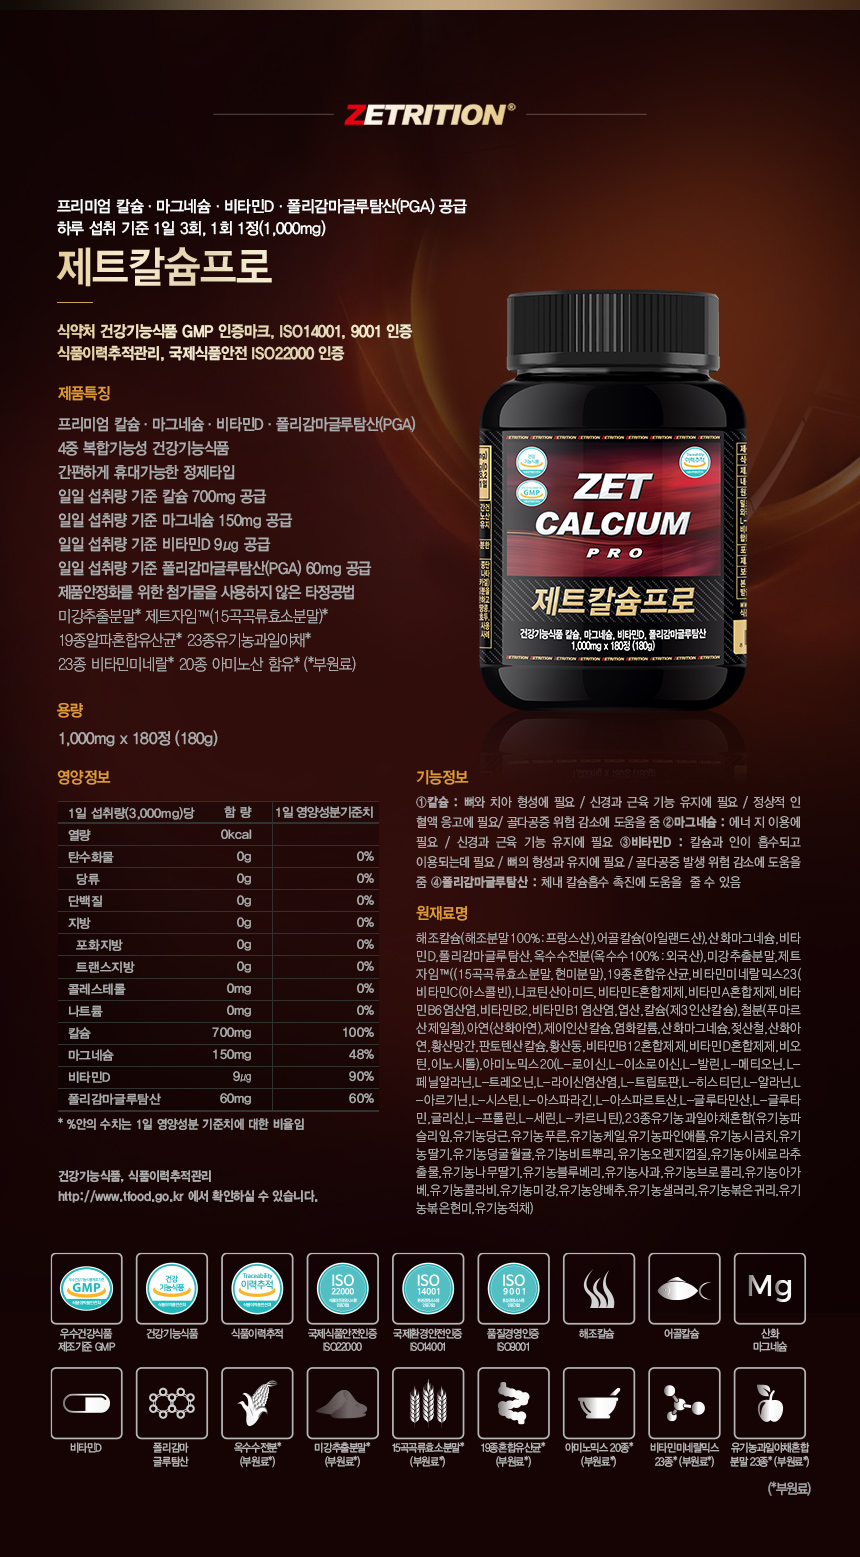 ZETRITION®
프리미엄 칼슘 · 마그네슘 · 비타민D · 폴리감마글루탐산(PGA) 공급
하루 섭취 기준 1일 3회, 1회 1정(1,000mg)
제트칼슘프로
식약처 건강기능식품 GMP 인증마크, ISO14001, 9001 인증
식품이력추적관리, 국제식품안전 ISO22000 인증
제품특징
프리미엄 칼슘 · 마그네슘 · 비타민D · 폴리감마글루탐산(PGA)
4중 복합기능성 건강기능식품
간편하게 휴대가능한 정제타입
일일 섭취량 기준 칼슘 700mg 공급
일일 섭취량 기준 마그네슘 150mg 공급
일일 섭취량 기준 비타민D 9㎍ 공급
일일 섭취량 기준 폴리감마글루탐산(PGA) 60mg 공급
제품안정화를 위한 첨가물을 사용하지 않은 타정공법
미강추출분말* 제트자임™(15곡곡류효소분말)*
19종알파혼합유산균* 23종유기농과일야채*
23종 비타민미네랄* 20종 아미노산 함유* (*부원료)
건강기능식품
GMP
Traceability
이력추적
ZET
CALCIUM
PRO
제트칼슘프로
건강기능식품 칼슘, 마그네슘, 비타민D, 폴리감마글루탐산
1,000mg x 180정 (180g)
용량
1,000mg x 180정 (180g)
영양정보
1일 섭취량(3,000mg)당 함 량 1일 영양성분기준치
열량 0kcal
탄수화물 0g 0%
당류 0g 0%
단백질 0g 0%
지방 0g 0%
포화지방 0g 0%
트랜스지방 0g 0%
콜레스테롤 0mg 0%
나트륨 0mg 0%
칼슘 700mg 100%
마그네슘 150mg 48%
비타민D 9㎍ 90%
폴리감마글루탐산 60mg 60%
* %안의 수치는 1일 영양성분 기준치에 대한 비율임
건강기능식품, 식품이력추적관리
http://www.tfood.go.kr 에서 확인하실 수 있습니다.
기능정보
①칼슘 : 뼈와 치아 형성에 필요 / 신경과 근육 기능 유지에 필요 / 정상적 인
혈액 응고에 필요/ 골다공증 위험 감소에 도움을 줌 ②마그네슘 : 에너 지 이용에
필요 / 신경과 근육 기능 유지에 필요 ③비타민D : 칼슘과 인이 흡수되고
이용되는데 필요 / 뼈의 형성과 유지에 필요 / 골다공증 발생 위험 감소에 도움을
줌 ④폴리감마글루탐산 : 체내 칼슘흡수 촉진에 도움을 줄 수 있음
원재료명
해조칼슘(해조분말100%:프랑스산),어골칼슘(아일랜드산),산화마그네슘,비타
민D,폴리감마글루탐산,옥수수전분(옥수수100%:외국산),미강추출분말,제트
자임™((15곡곡류효소분말,현미분말),19종혼합유산균,비타민미네랄믹스23(
비타민C(아스콜빈),니코틴산아미드,비타민E혼합제제,비타민A혼합제제,비타
민B6염산염,비타민B2,비타민B1염산염,엽산,칼슘(제3인산칼슘),철분(푸마르
산제일철),아연(산화아연),제이인산칼슘,염화칼륨,산화마그네슘,젖산철,산화아
연,황산망간,판토텐산칼슘,황산동,비타민B12혼합제제,비타민D혼합제제,비오
틴,이노시톨),아미노믹스20(L-로이신,L-이소로이신,L-발린,L-메티오닌,L-
페닐알라닌,L-트레오닌,L-라이신염산염,L-트립토판,L-히스티딘,L-알라닌,L
-아르기닌,L-시스틴,L-아스파라긴,L-아스파르트산,L-글루타민산,L-글루타
민,글리신,L-프롤린,L-세린,L-카르니틴),23종유기농과일야채혼합(유기농파
슬리잎,유기농당근,유기농푸룬,유기농케일,유기농파인애플,유기농시금치,유기
농딸기,유기농덩굴월귤,유기농비트뿌리,유기농오렌지껍질,유기농아세로라추
출물,유기농나무딸기,유기농블루베리,유기농사과,유기농브로콜리,유기농아가
베,유기농콜라비,유기농미강,유기농양배추,유기농샐러리,유기농볶은귀리,유기
농볶은현미,유기농적채)
GMP
건강
기능식품
Traceability
이력추적
ISO
22000
ISO
14001
ISO
9001
Mg
우수건강식품
제조기준 GMP
건강기능식품
식품이력추적
국제식품안전인증
ISO22000
국제환경안전인증
ISO14001
품질경영인증
ISO9001
해조칼슘
어골칼슘
산화
마그네슘
비타민D
폴리감마
글루탐산
옥수수전분*
(부원료*)
미강추출분말*
(부원료*)
15곡곡류효소분말*
(부원료*)
19종혼합유산균*
(부원료*)
아미노믹스 20종*
(부원료*)
비타민미네랄믹스
23종* (부원료*)
유기농과일야채혼합
분말 23종* (부원료*)
(*부원료)